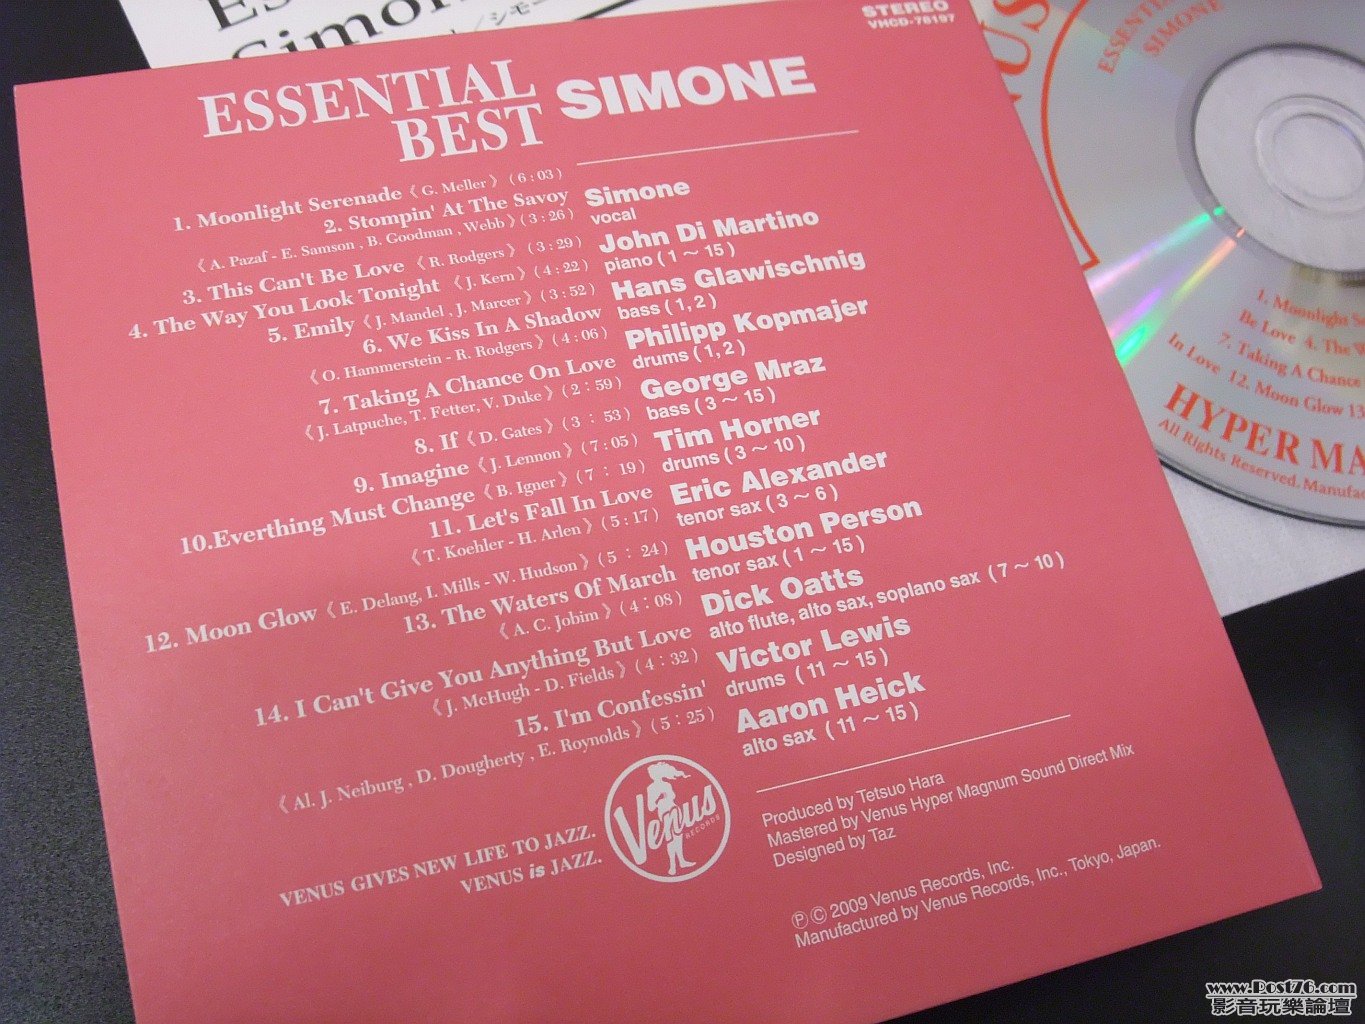 Simon
シモー
STEREO
VHCD-78197
ESSENTIAL
BEST
SIMONE
1. Moonlight Serenade《G. Meller》(6:03)
2. Stompin' At The Savoy
《A. Pazaf - E. Samson , B. Goodman , Webb》(3:26)
3. This Can't Be Love《R. Rodgers》(3:29)
4. The Way You Look Tonight《J. Kern》(4:22)
5. Emily《J. Mandel , J. Marcer》(3:52)
6. We Kiss In A Shadow
《O. Hammerstein - R. Rodgers》(4:06)
7. Taking A Chance On Love
《J. Latpuche, T. Fetter, V. Duke》(2:59)
8. If《D. Gates》(3:53)
9. Imagine《J. Lennon》(7:05)
10.Everthing Must Change《B. Igner》(7:19)
11. Let's Fall In Love
《T. Koehler - H. Arlen》(5:17)
12. Moon Glow《E. Delang, I. Mills - W. Hudson》(5:24)
13. The Waters Of March
《A. C. Jobim》(4:08)
14. I Can't Give You Anything But Love
《J. McHugh - D. Fields》(4:32)
15. I'm Confessin'
《Al. J. Neiburg , D. Dougherty , E. Roynolds》(5:25)
Simone
vocal
John Di Martino
piano (1～15)
Hans Glawischnig
bass (1,2)
Philipp Kopmajer
drums (1,2)
George Mraz
bass (3～15)
Tim Horner
drums (3～10)
Eric Alexander
tenor sax (3～6)
Houston Person
tenor sax (1～15)
Dick Oatts
alto flute, alto sax, soplano sax (7～10)
Victor Lewis
drums (11～15)
Aaron Heick
alto sax (11～15)
VENUS GIVES NEW LIFE TO JAZZ.
VENUS is JAZZ.
Venus
RECORDS
Produced by Tetsuo Hara
Mastered by Venus Hyper Magnum Sound Direct Mix
Designed by Taz
Ⓟ © 2009 Venus Records, Inc.
Manufactured by Venus Records, Inc., Tokyo, Japan.
ESSENTIA
SIMONE
US
1. Moonlight Se
Be Love 4. The W
7. Taking A Chance
In Love 12. Moon Glow 13
HYPER MA
All Rights Reserved. Manufac
www.Post76.com
影音玩樂論壇